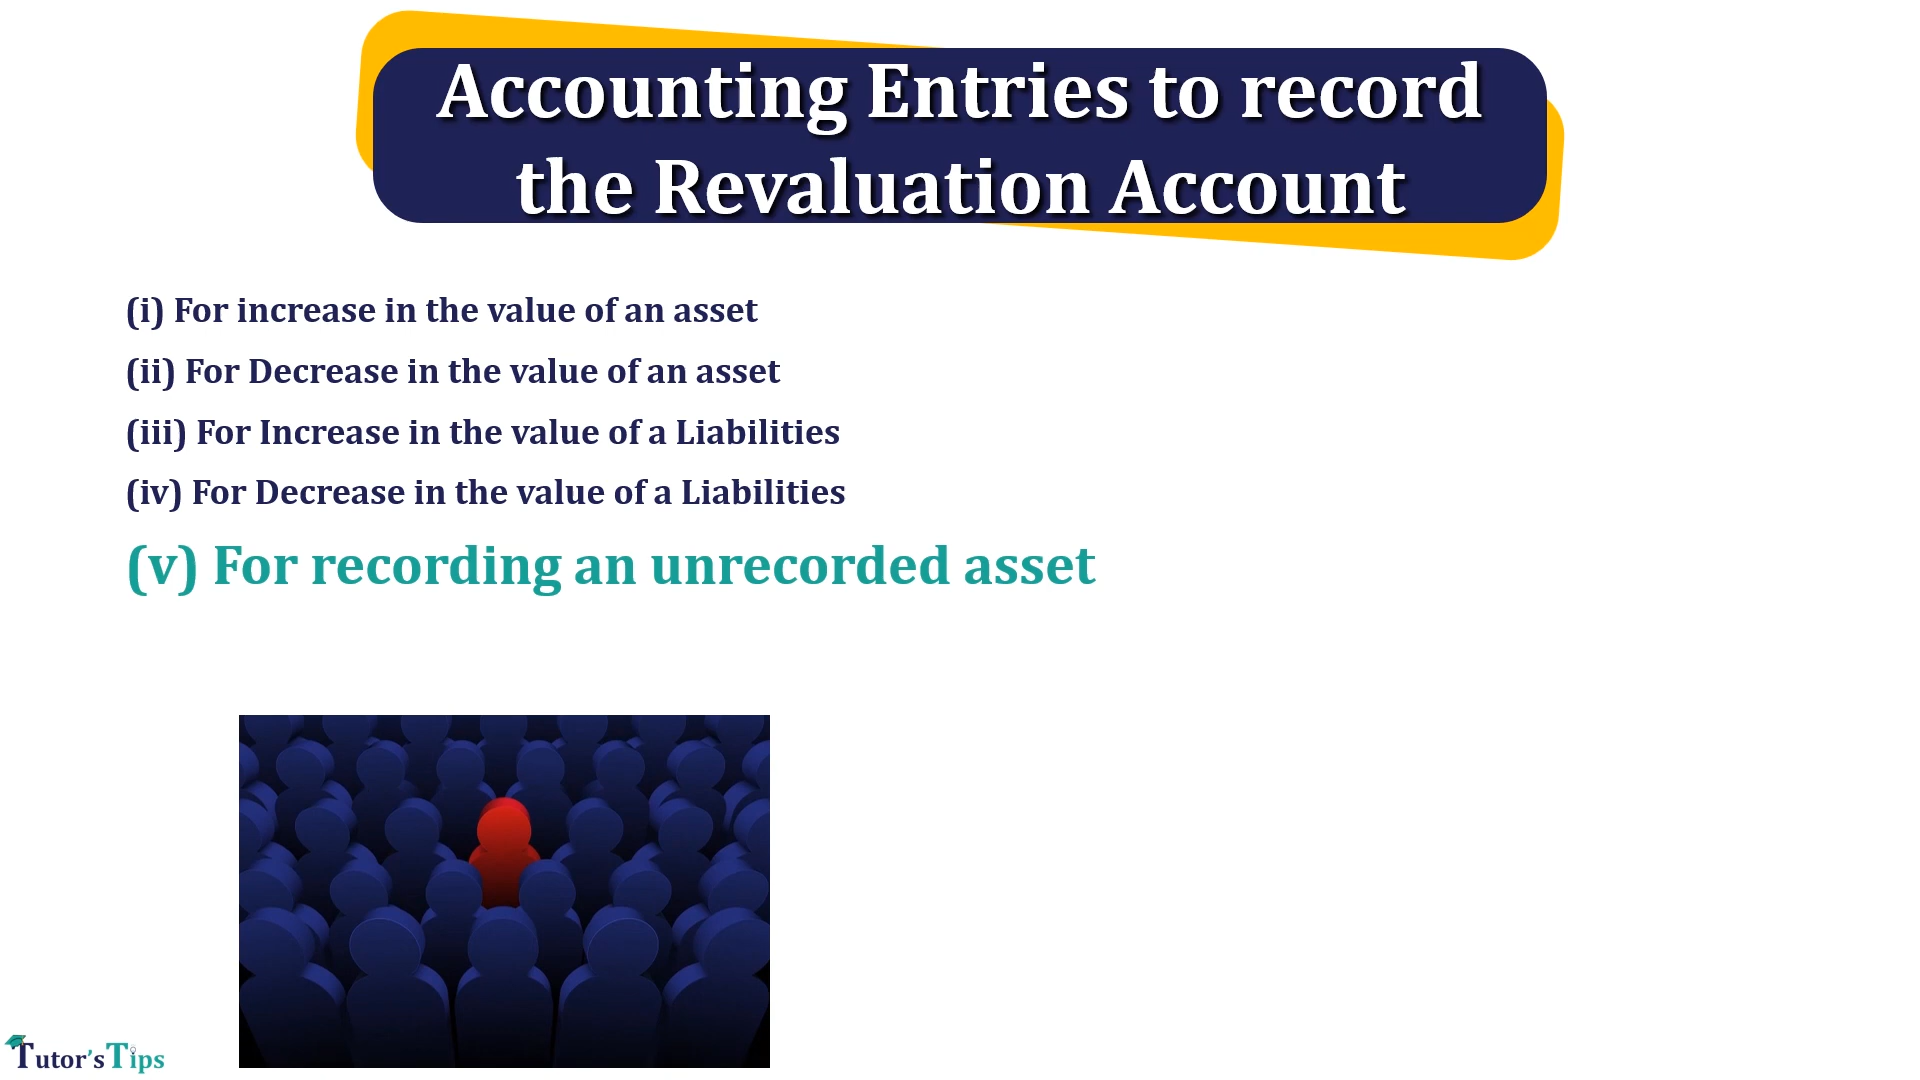 Accounting Entries to record
the Revaluation Account
(i) For increase in the value of an asset
(ii) For Decrease in the value of an asset
(iii) For Increase in the value of a Liabilities
(iv) For Decrease in the value of a Liabilities
(v) For recording an unrecorded asset
Tutor'sTips